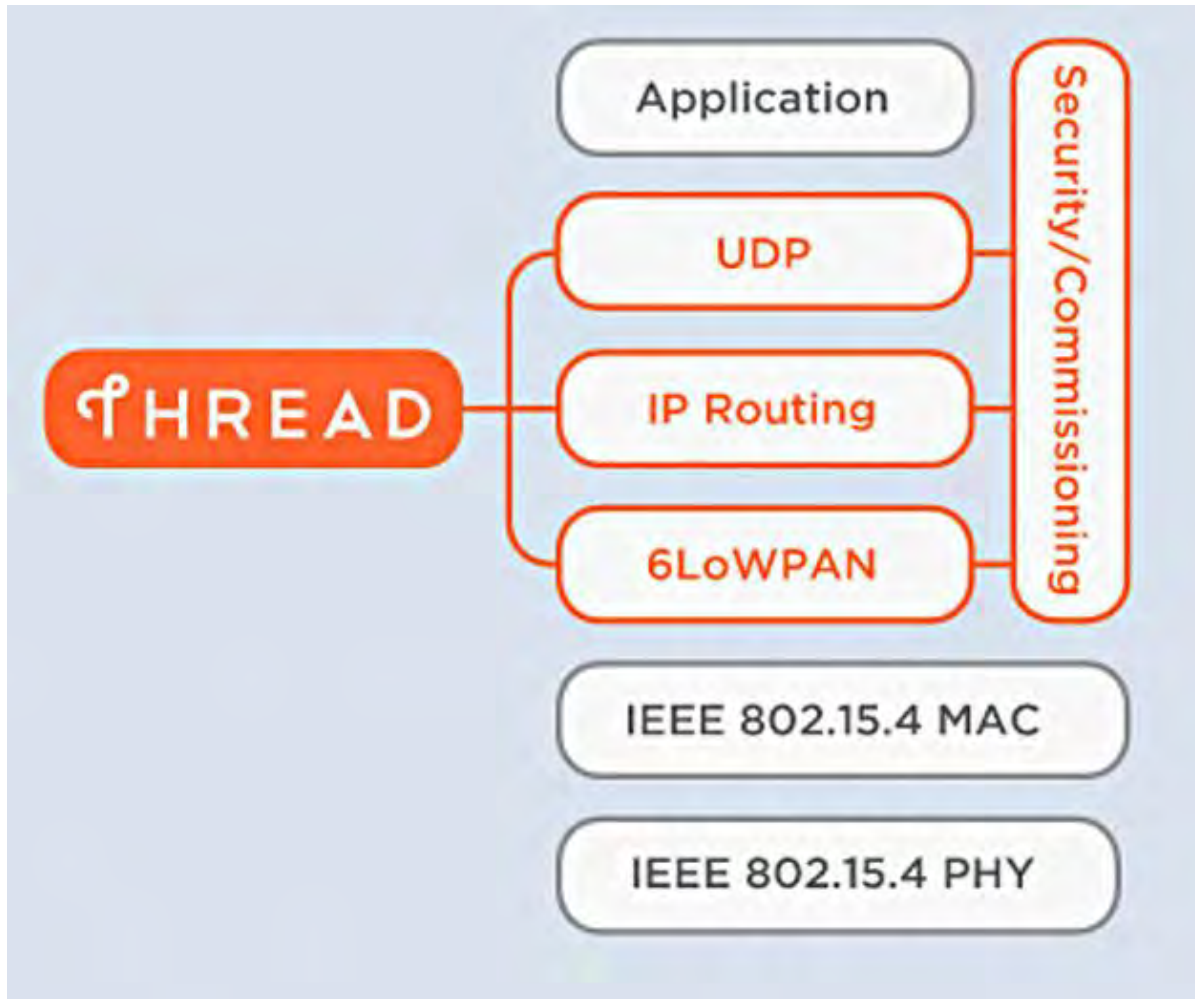 Application
Security/Commissioning
UDP
THREAD
IP Routing
6LoWPAN
IEEE 802.15.4 MAC
IEEE 802.15.4 PHY